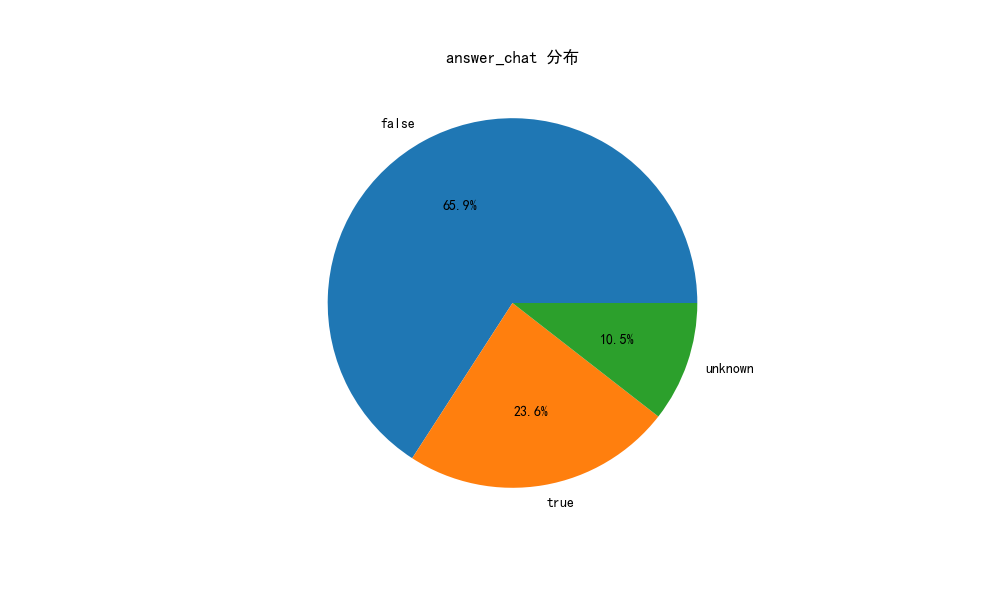 answer_chat 分布
false
65.9%
10.5%
unknown
23.6%
true